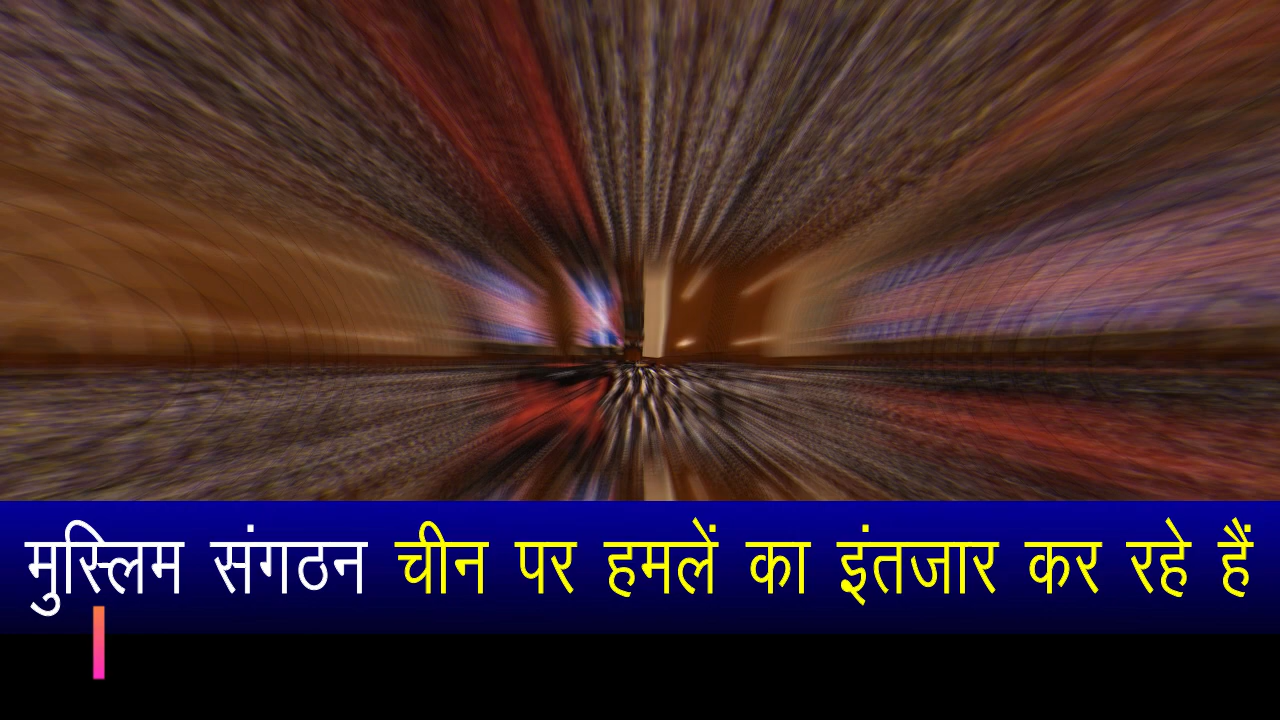 मुस्लिम संगठन चीन पर हमलें का इंतजार कर रहे हैं